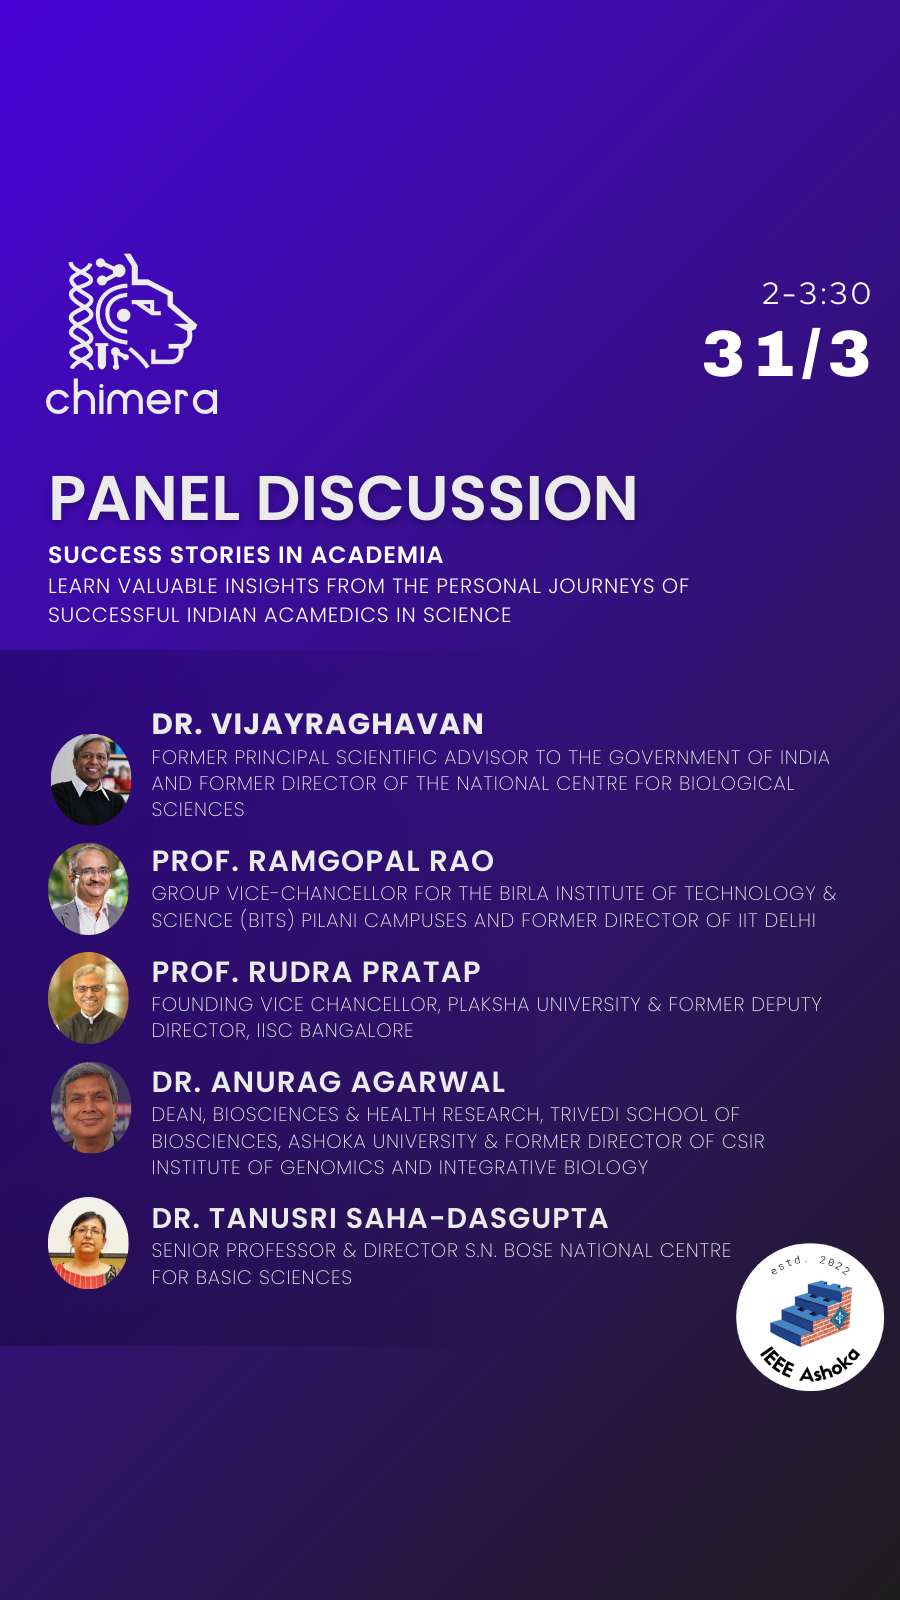 chimera
2-3:30
31/3
PANEL DISCUSSION
SUCCESS STORIES IN ACADEMIA
LEARN VALUABLE INSIGHTS FROM THE PERSONAL JOURNEYS OF
SUCCESSFUL INDIAN ACAMEDICS IN SCIENCE
DR. VIJAYRAGHAVAN
FORMER PRINCIPAL SCIENTIFIC ADVISOR TO THE GOVERNMENT OF INDIA
AND FORMER DIRECTOR OF THE NATIONAL CENTRE FOR BIOLOGICAL
SCIENCES
PROF. RAMGOPAL RAO
GROUP VICE-CHANCELLOR FOR THE BIRLA INSTITUTE OF TECHNOLOGY &
SCIENCE (BITS) PILANI CAMPUSES AND FORMER DIRECTOR OF IIT DELHI
PROF. RUDRA PRATAP
FOUNDING VICE CHANCELLOR, PLAKSHA UNIVERSITY & FORMER DEPUTY
DIRECTOR, IISC BANGALORE
DR. ANURAG AGARWAL
DEAN, BIOSCIENCES & HEALTH RESEARCH, TRIVEDI SCHOOL OF
BIOSCIENCES, ASHOKA UNIVERSITY & FORMER DIRECTOR OF CSIR
INSTITUTE OF GENOMICS AND INTEGRATIVE BIOLOGY
DR. TANUSRI SAHA-DASGUPTA
SENIOR PROFESSOR & DIRECTOR S.N. BOSE NATIONAL CENTRE
FOR BASIC SCIENCES
estd. 2022
IEEE Ashoka